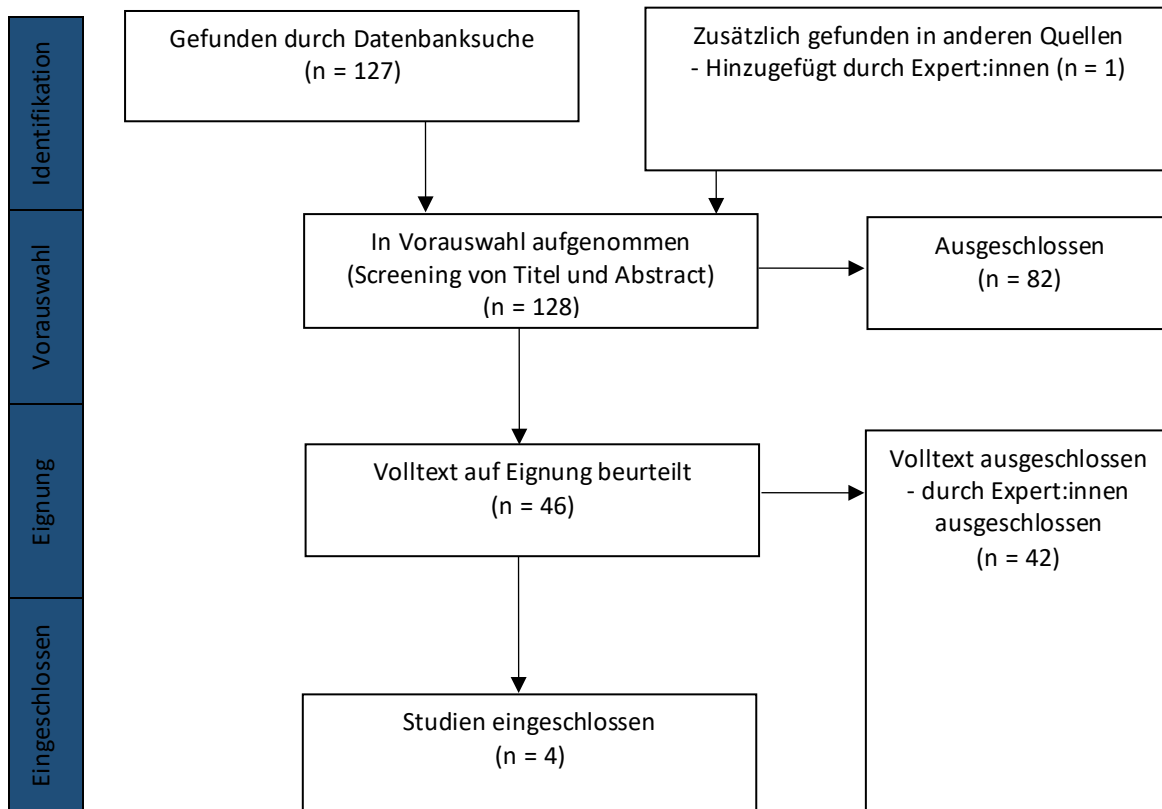 Identifikation
Gefunden durch Datenbanksuche
(n = 127)
Zusätzlich gefunden in anderen Quellen
- Hinzugefügt durch Expert:innen (n = 1)
Vorauswahl
In Vorauswahl aufgenommen
(Screening von Titel und Abstract)
(n = 128)
Ausgeschlossen
(n = 82)
Eignung
Volltext auf Eignung beurteilt
(n = 46)
Volltext ausgeschlossen
- durch Expert:innen
ausgeschlossen
(n = 42)
Eingeschlossen
Studien eingeschlossen
(n = 4)